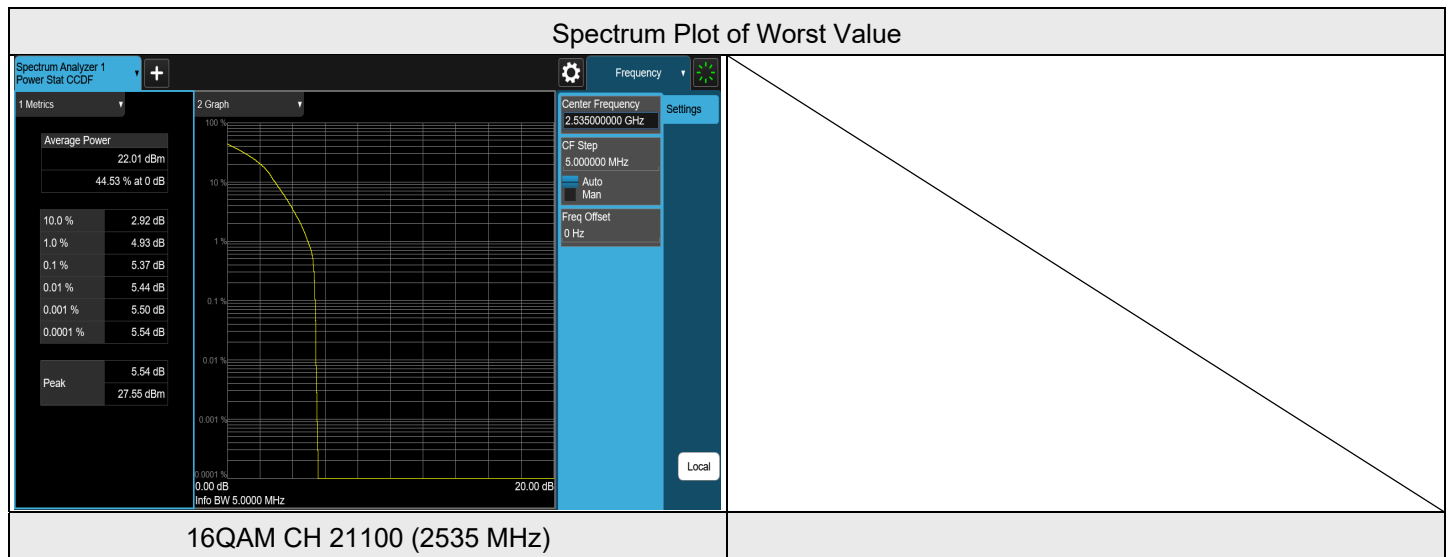 Spectrum Plot of Worst Value
Spectrum Analyzer 1
Power Stat CCDF
Frequency
1 Metrics
2 Graph
Center Frequency
2.535000000 GHz
Settings
CF Step
5.000000 MHz
Auto
Man
Freq Offset
0 Hz
Average Power
22.01 dBm
44.53 % at 0 dB
10.0 % 2.92 dB
1.0 % 4.93 dB
0.1 % 5.37 dB
0.01 % 5.44 dB
0.001 % 5.50 dB
0.0001 % 5.54 dB
Peak
5.54 dB
27.55 dBm
100 %
10 %
1 %
0.1 %
0.01 %
0.001 %
0.0001 %
0.00 dB 20.00 dB
Info BW 5.0000 MHz
Local
16QAM CH 21100 (2535 MHz)